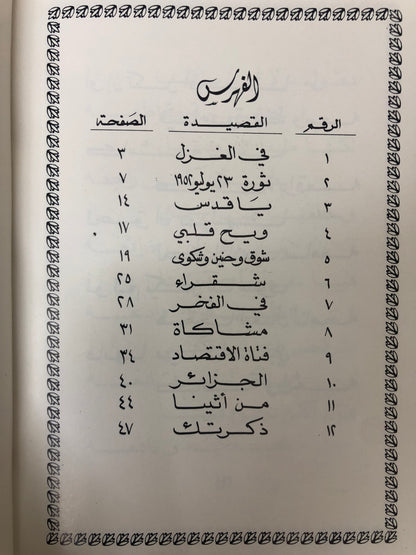 الفهرس
الرقم القصيدة الصفحة
١ في الغزل ٣
٢ ثورة ٢٣ يوليو ١٩٥٢ ٧
٣ يا قدس ١٤
٤ ويح قلبي ١٧
٥ شوق وحنين وشكوى ١٩
٦ شقراء ٢٥
٧ في الفخر ٢٨
٨ مشاكاة ٣١
٩ فتاة الاقتصاد ٣٤
١٠ الجزائر ٤٠
١١ من أثينا ٤٤
١٢ ذكرتك ٤٧